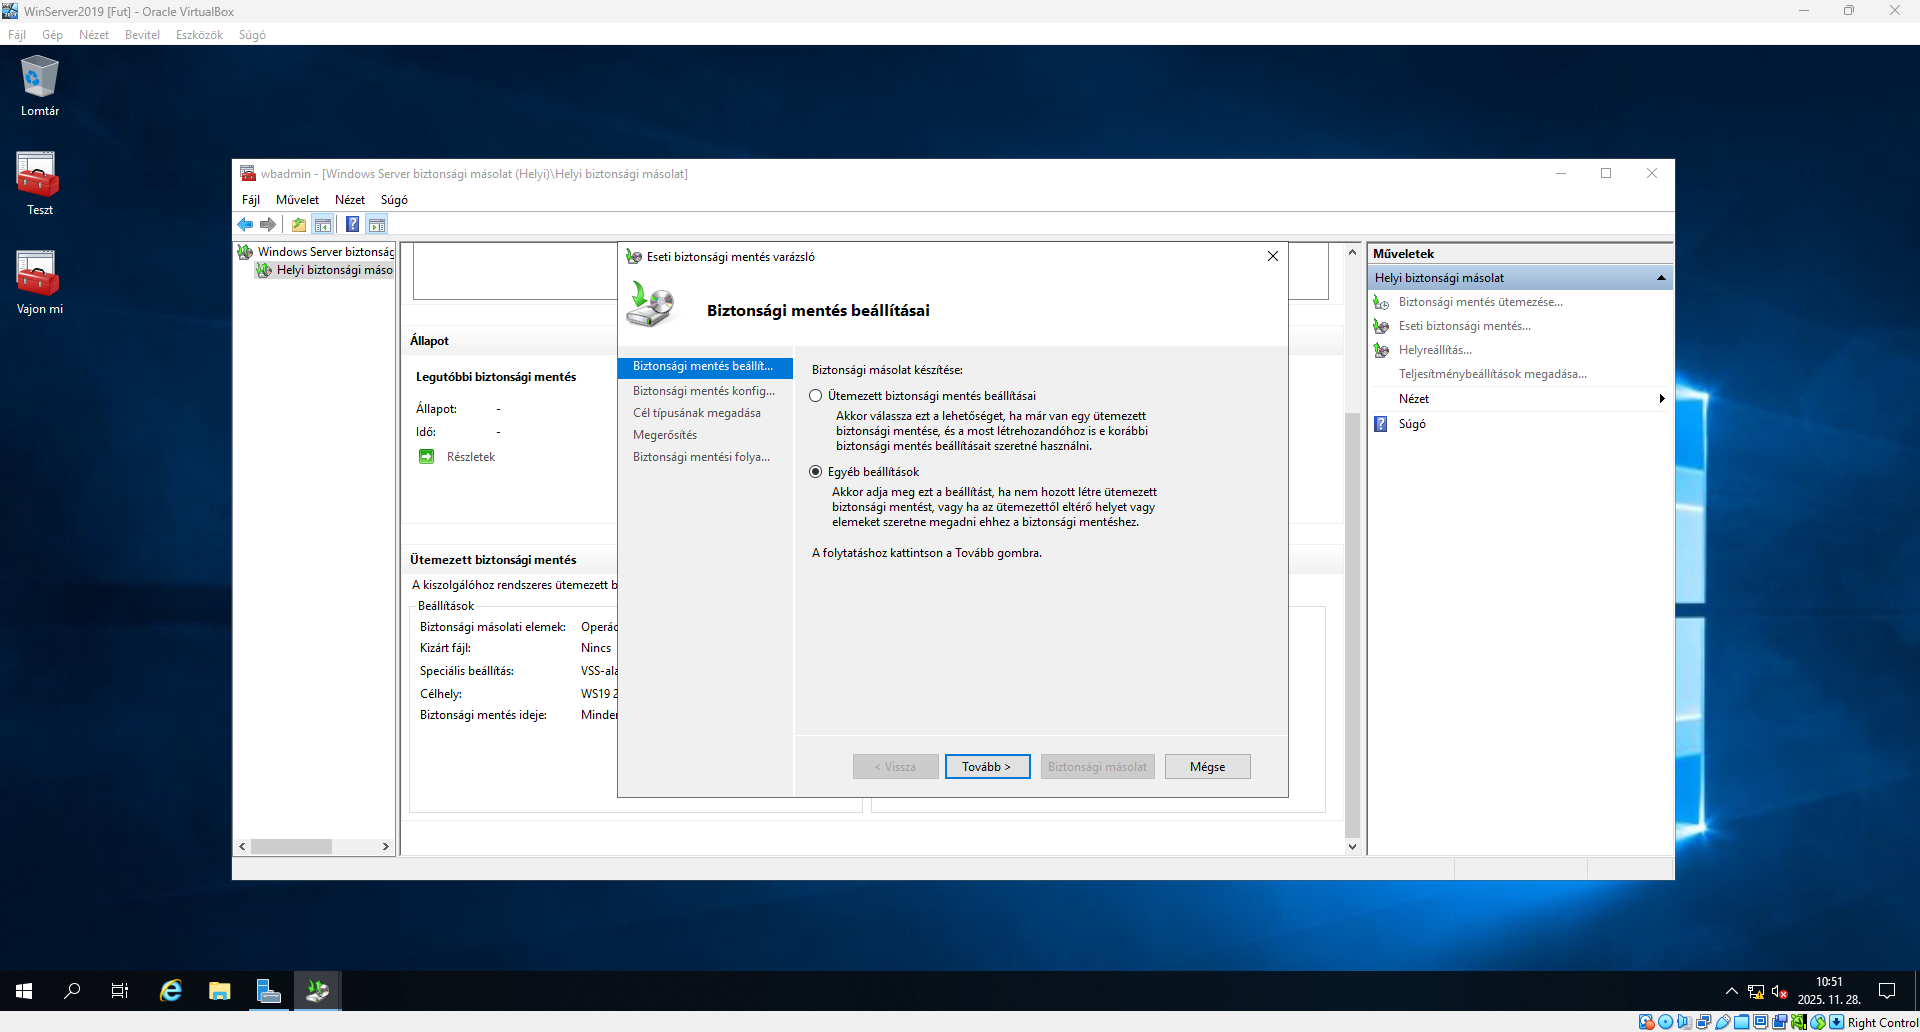 WinServer2019 [Fut] - Oracle VirtualBox
Fájl Gép Nézet Bevitel Eszközök Súgó
Lomtár
Teszt
Vajon mi
wbadmin - [Windows Server biztonsági másolat (Helyi)\Helyi biztonsági másolat]
Fájl Művelet Nézet Súgó
Windows Server biztonság
Helyi biztonsági máso
Állapot
Legutóbbi biztonsági mentés
Állapot: -
Idő: -
Részletek
Ütemezett biztonsági mentés
A kiszolgálóhoz rendszeres ütemezett b
Beállítások
Biztonsági másolati elemek: Operác
Kizárt fájl: Nincs
Speciális beállítás: VSS-ala
Célhely: WS19 2
Biztonsági mentés ideje: Minden
Eseti biztonsági mentés varázsló
Biztonsági mentés beállításai
Biztonsági mentés beállít...
Biztonsági mentés konfig...
Cél típusának megadása
Megerősítés
Biztonsági mentési folya...
Biztonsági másolat készítése:
Ütemezett biztonsági mentés beállításai
Akkor válassza ezt a lehetőséget, ha már van egy ütemezett
biztonsági mentése, és a most létrehozandóhoz is e korábbi
biztonsági mentés beállításait szeretné használni.
Egyéb beállítások
Akkor adja meg ezt a beállítást, ha nem hozott létre ütemezett
biztonsági mentést, vagy ha az ütemezettől eltérő helyet vagy
elemeket szeretne megadni ehhez a biztonsági mentéshez.
A folytatáshoz kattintson a Tovább gombra.
< Vissza Tovább > Biztonsági másolat Mégse
Műveletek
Helyi biztonsági másolat
Biztonsági mentés ütemezése...
Eseti biztonsági mentés...
Helyreállítás...
Teljesítménybeállítások megadása...
Nézet
Súgó
10:51
2025. 11. 28.
Right Control